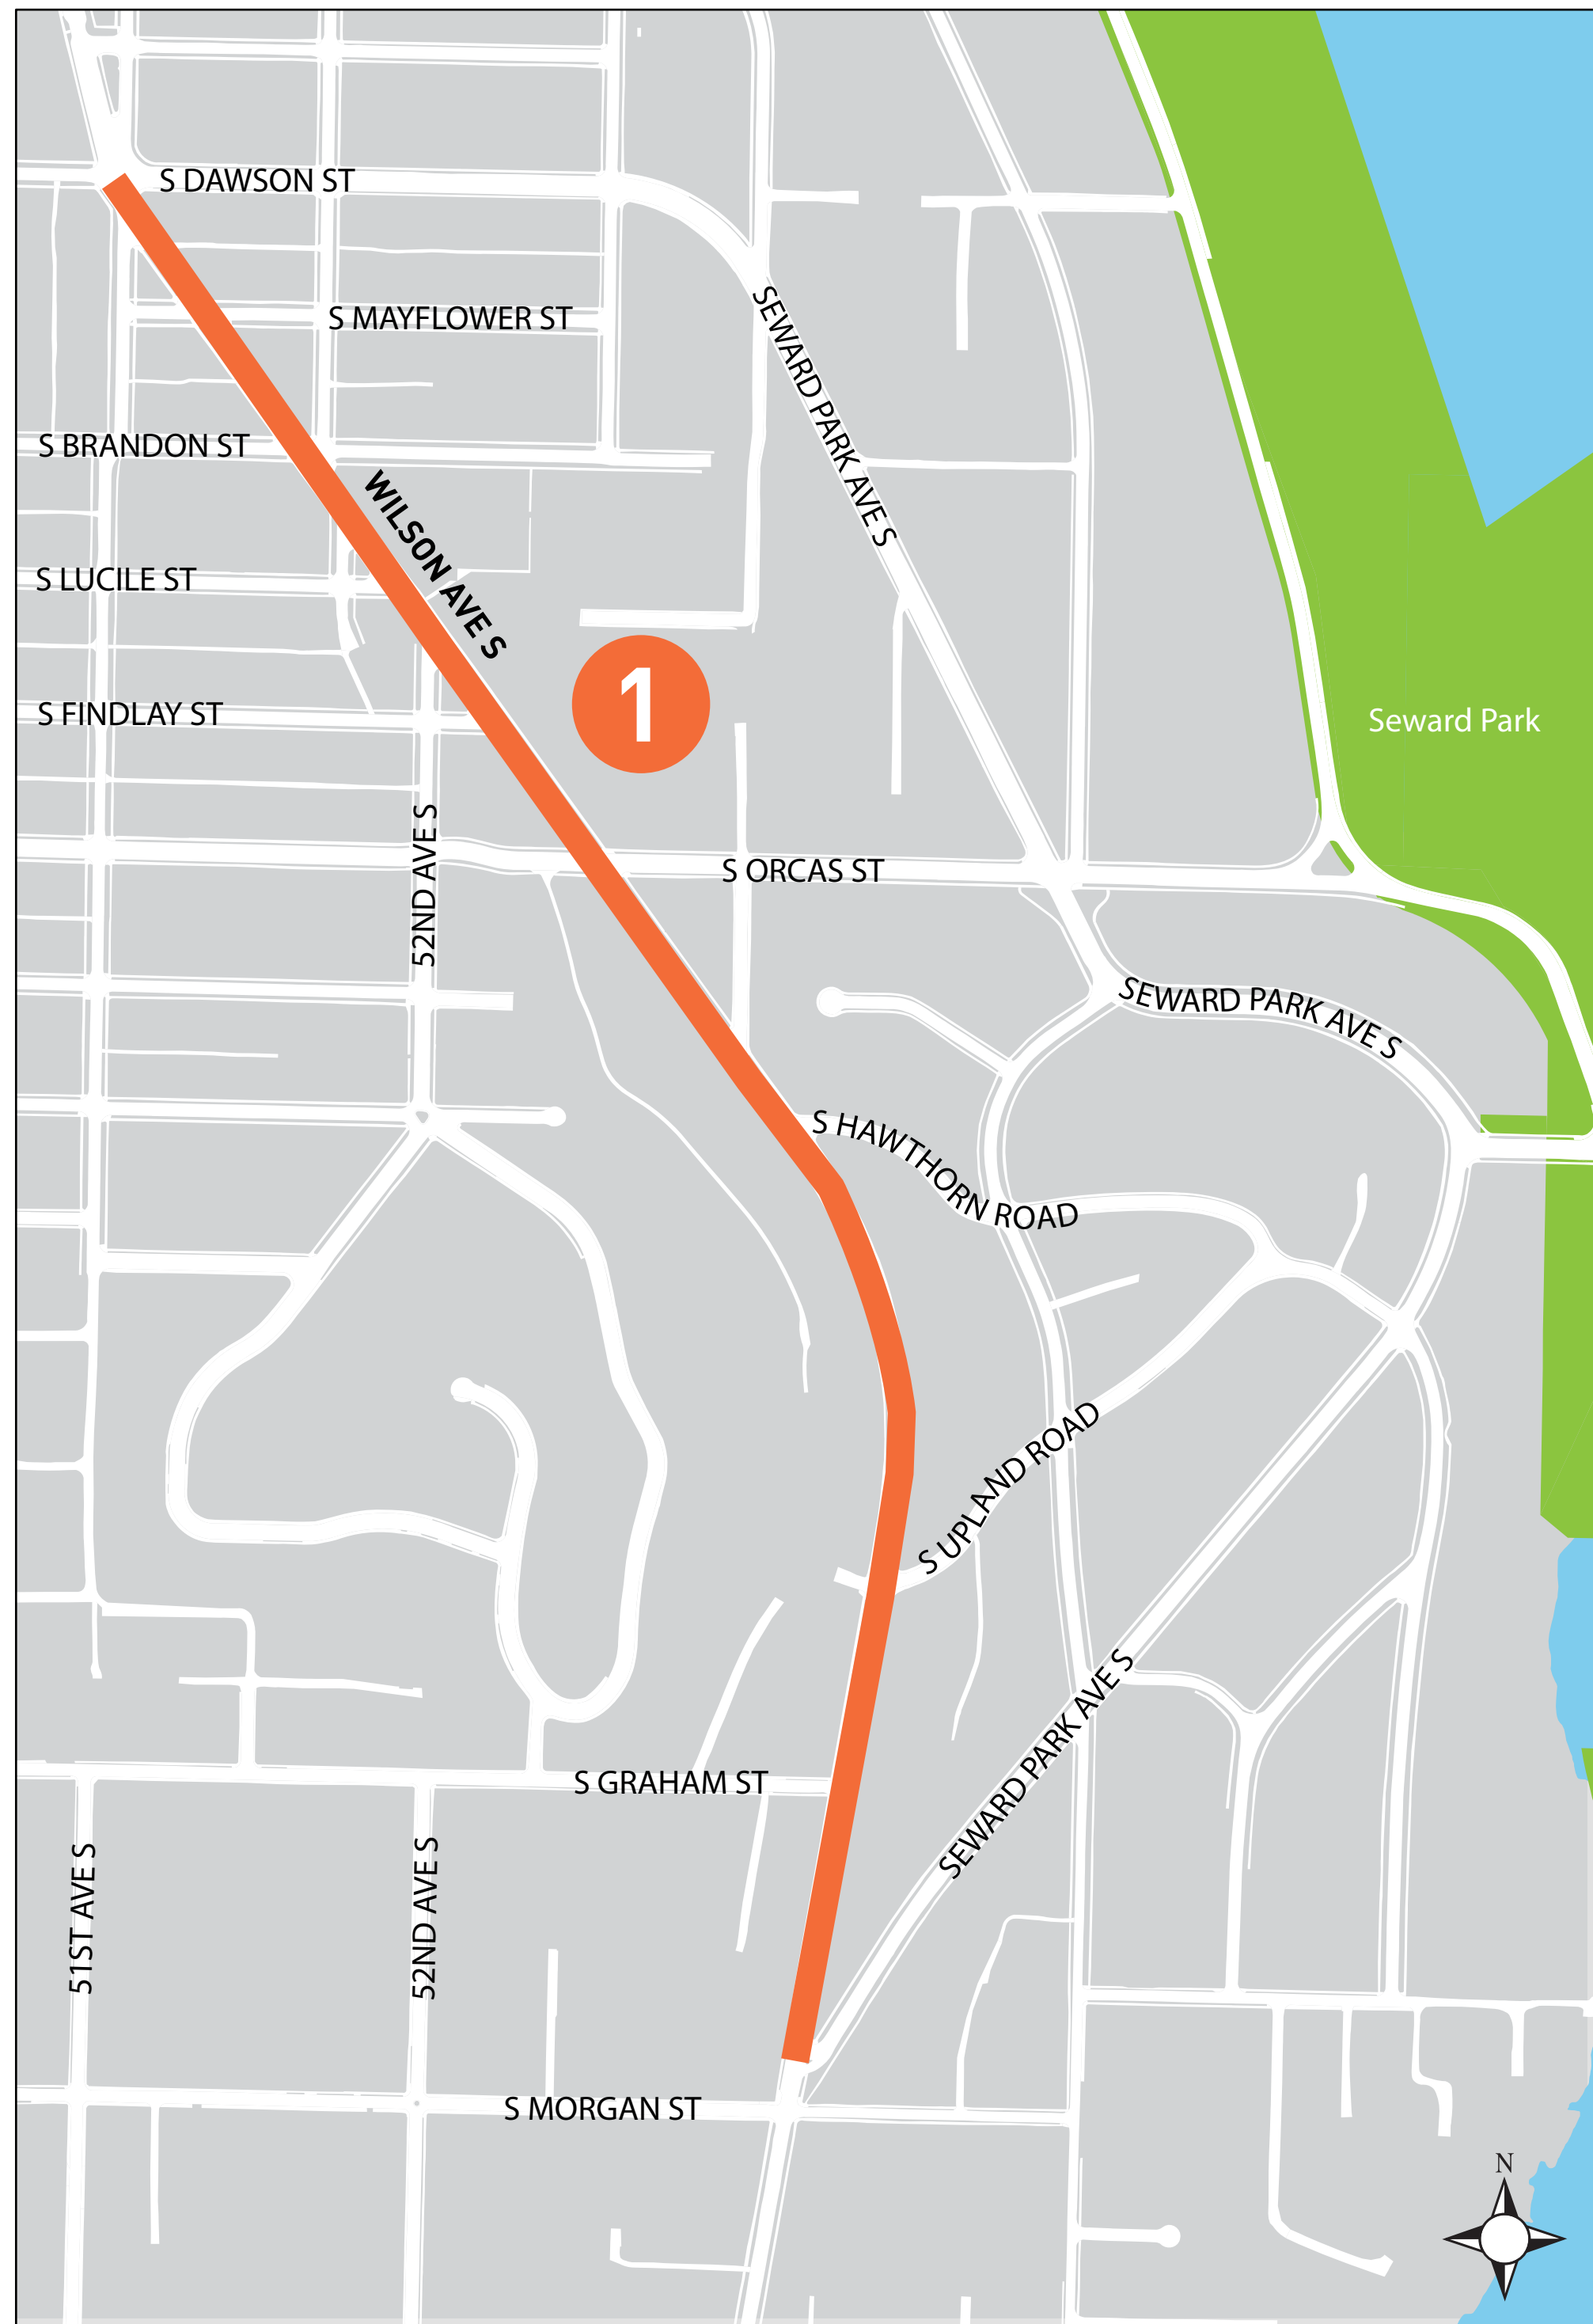 S DAWSON ST
S MAYFLOWER ST
SEWARD PARK AVE S
S BRANDON ST
WILSON AVE S
S LUCILE ST
1
S FINDLAY ST
Seward Park
52ND AVE S
S ORCAS ST
SEWARD PARK AVE S
S HAWTHORN ROAD
S UPLAND ROAD
SEWARD PARK AVE S
S GRAHAM ST
51ST AVE S
52ND AVE S
S MORGAN ST
N